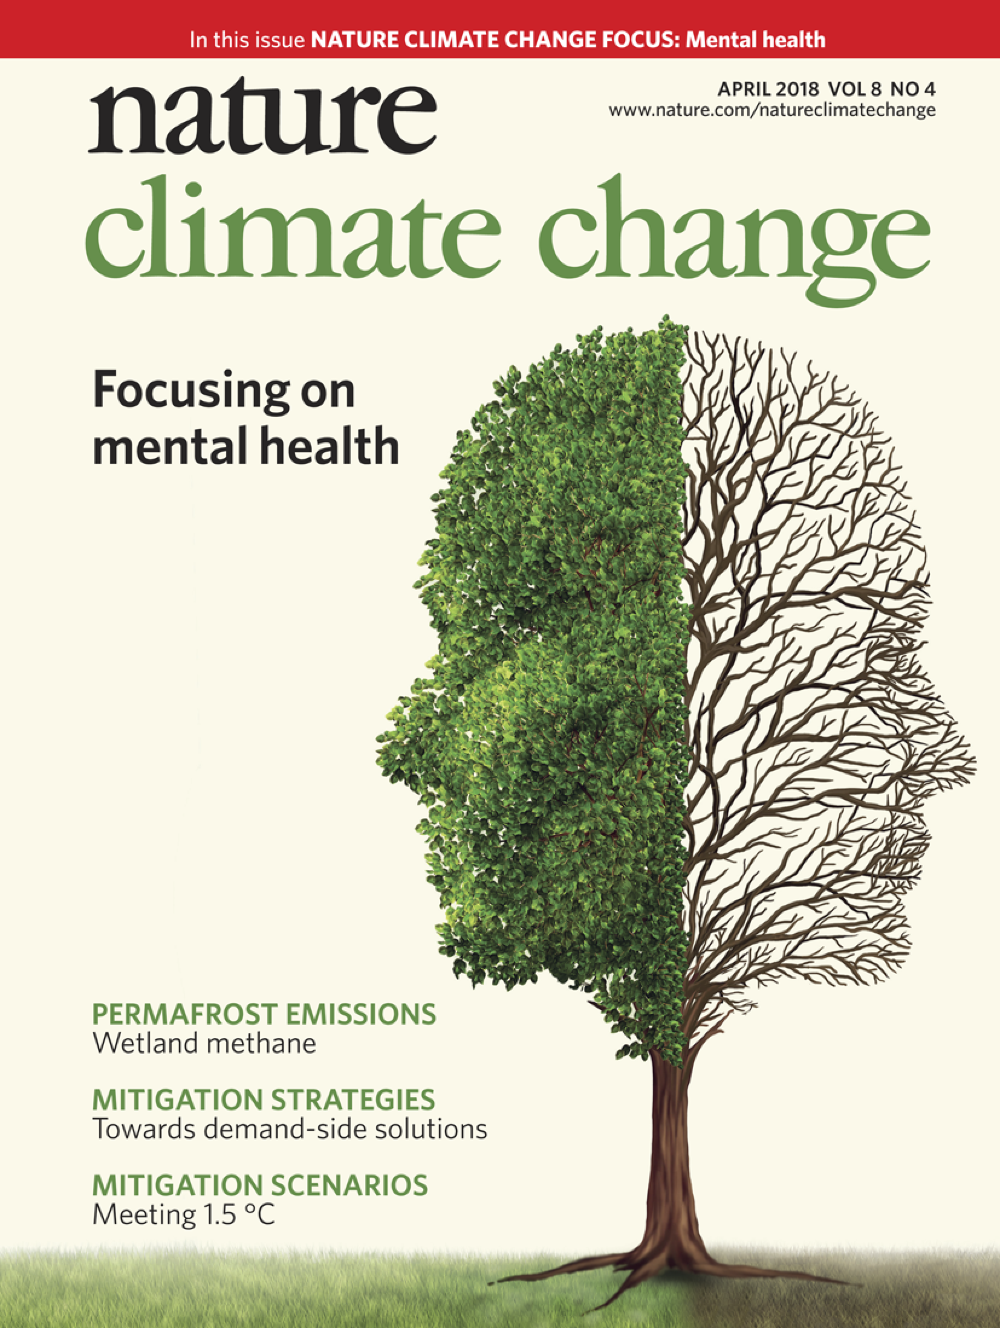 In this issue NATURE CLIMATE CHANGE FOCUS: Mental health
APRIL 2018 VOL 8 NO 4
www.nature.com/natureclimatechange
nature
climate change
Focusing on
mental health
PERMAFROST EMISSIONS
Wetland methane
MITIGATION STRATEGIES
Towards demand-side solutions
MITIGATION SCENARIOS
Meeting 1.5 °C